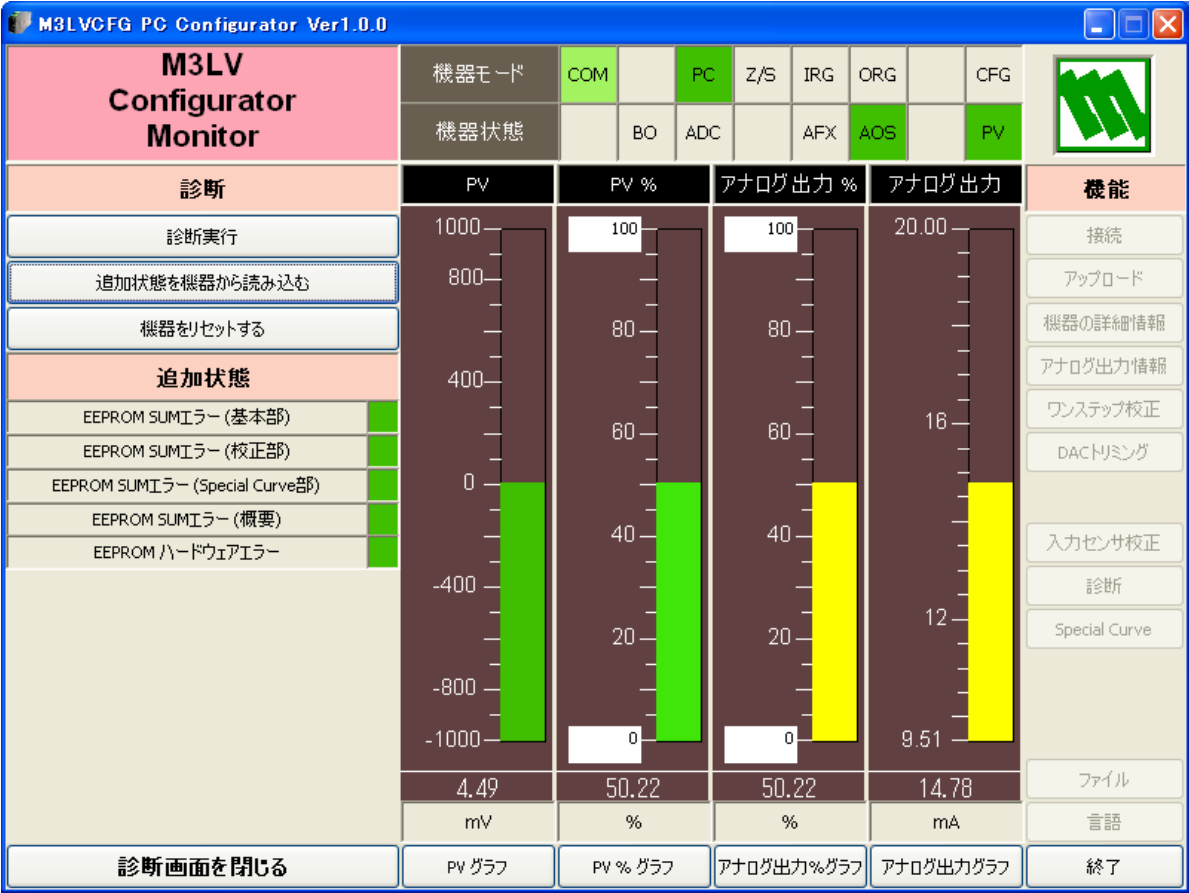 M3LVCFG PC Configurator Ver1.0.0
M3LV
Configurator
Monitor
機器モード
COM
PC
Z/S
IRG
ORG
CFG
機器状態
BO
ADC
AFX
AOS
PV
診断
診断実行
追加状態を機器から読み込む
機器をリセットする
追加状態
EEPROM SUMエラー (基本部)
EEPROM SUMエラー (校正部)
EEPROM SUMエラー (Special Curve部)
EEPROM SUMエラー (概要)
EEPROM ハードウェアエラー
診断画面を閉じる
PV
1000
800
400
0
-400
-800
-1000
4.49
mV
PV グラフ
PV %
100
80
60
40
20
0
50.22
%
PV % グラフ
アナログ出力 %
100
80
60
40
20
0
50.22
%
アナログ出力%グラフ
アナログ出力
20.00
16
12
9.51
14.78
mA
アナログ出力グラフ
機能
接続
アップロード
機器の詳細情報
アナログ出力情報
ワンステップ校正
DACトリミング
入力センサ校正
診断
Special Curve
ファイル
言語
終了